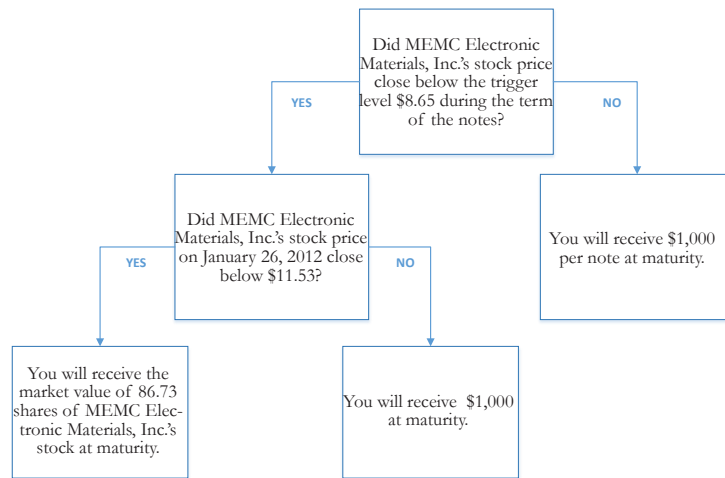 Did MEMC Electronic
Materials, Inc.'s stock price
close below the trigger
level $8.65 during the term
of the notes?
YES
NO
Did MEMC Electronic
Materials, Inc.'s stock price
on January 26, 2012 close
below $11.53?
You will receive $1,000
per note at maturity.
YES
NO
You will receive the
market value of 86.73
shares of MEMC Elec-
tronic Materials, Inc.'s
stock at maturity.
You will receive $1,000
at maturity.